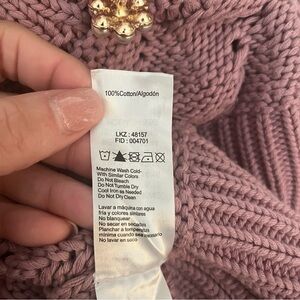 100%Cotton/Algodón
LKZ : 48157
FID : 004701
Machine Wash Cold-
With Similar Colors
Do Not Bleach
Do Not Tumble Dry
Cool Iron as Needed
Do Not Dry Clean
Lavar a máquina con agua
fria y colores similares
No blanquear
No secar en secadora
Planchar a temperatura
mínima cuando sea necesario
No lavar en seco